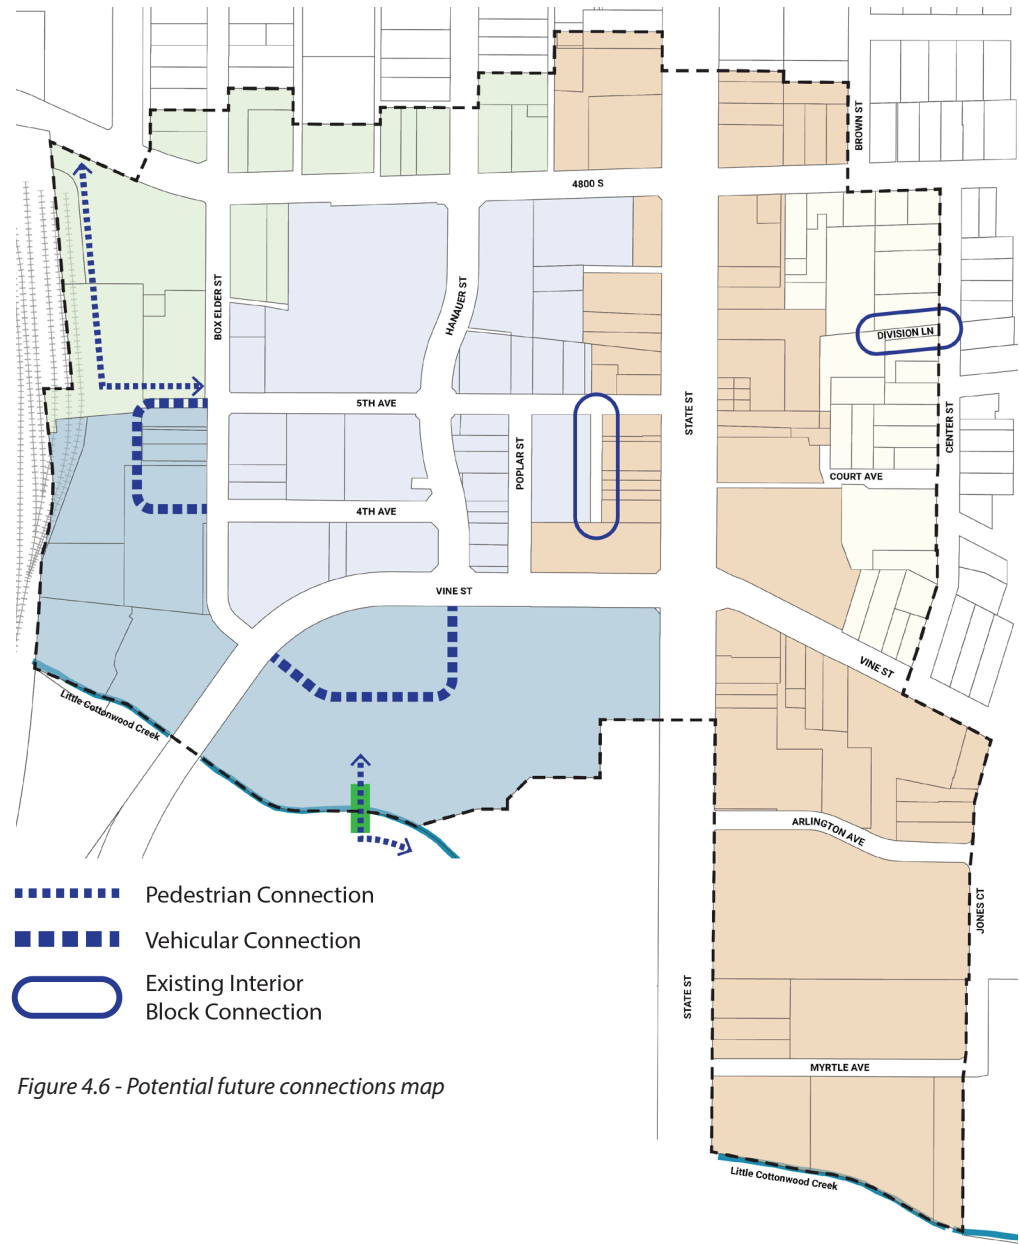 BROWN ST
4800 S
BOX ELDER ST
HANAUER ST
DIVISION LN
5TH AVE
STATE ST
CENTER ST
POPLAR ST
COURT AVE
4TH AVE
VINE ST
VINE ST
Little Cottonwood Creek
ARLINGTON AVE
Pedestrian Connection
Vehicular Connection
Existing Interior
Block Connection
JONES CT
STATE ST
MYRTLE AVE
Figure 4.6 - Potential future connections map
Little Cottonwood Creek